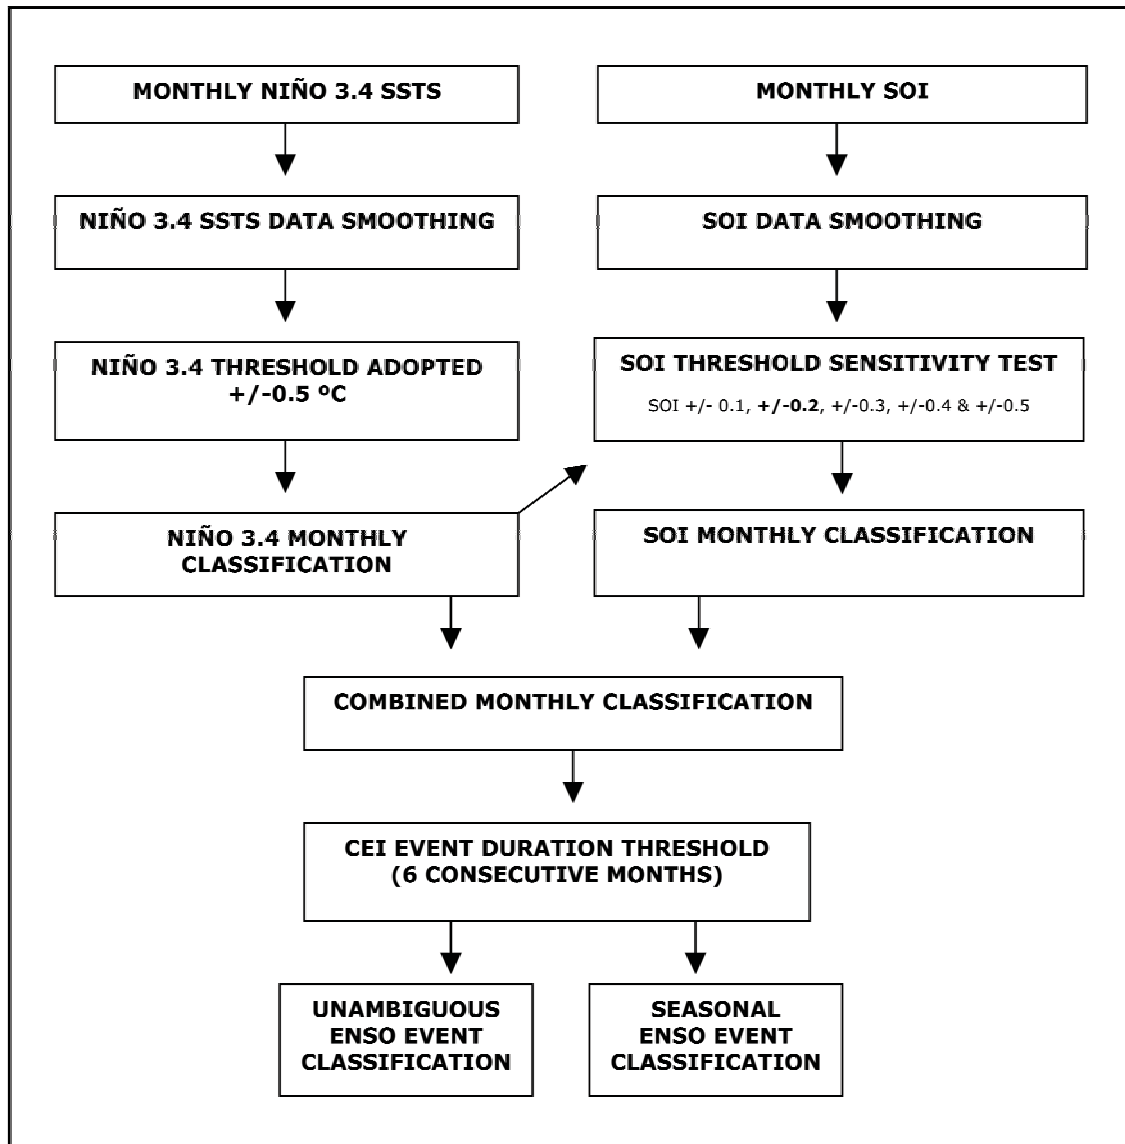 MONTHLY NIÑO 3.4 SSTS
MONTHLY SOI
NIÑO 3.4 SSTS DATA SMOOTHING
SOI DATA SMOOTHING
NIÑO 3.4 THRESHOLD ADOPTED
+/-0.5 ºC
SOI THRESHOLD SENSITIVITY TEST
SOI +/- 0.1, +/-0.2, +/-0.3, +/-0.4 & +/-0.5
NIÑO 3.4 MONTHLY
CLASSIFICATION
SOI MONTHLY CLASSIFICATION
COMBINED MONTHLY CLASSIFICATION
CEI EVENT DURATION THRESHOLD
(6 CONSECUTIVE MONTHS)
UNAMBIGUOUS
ENSO EVENT
CLASSIFICATION
SEASONAL
ENSO EVENT
CLASSIFICATION